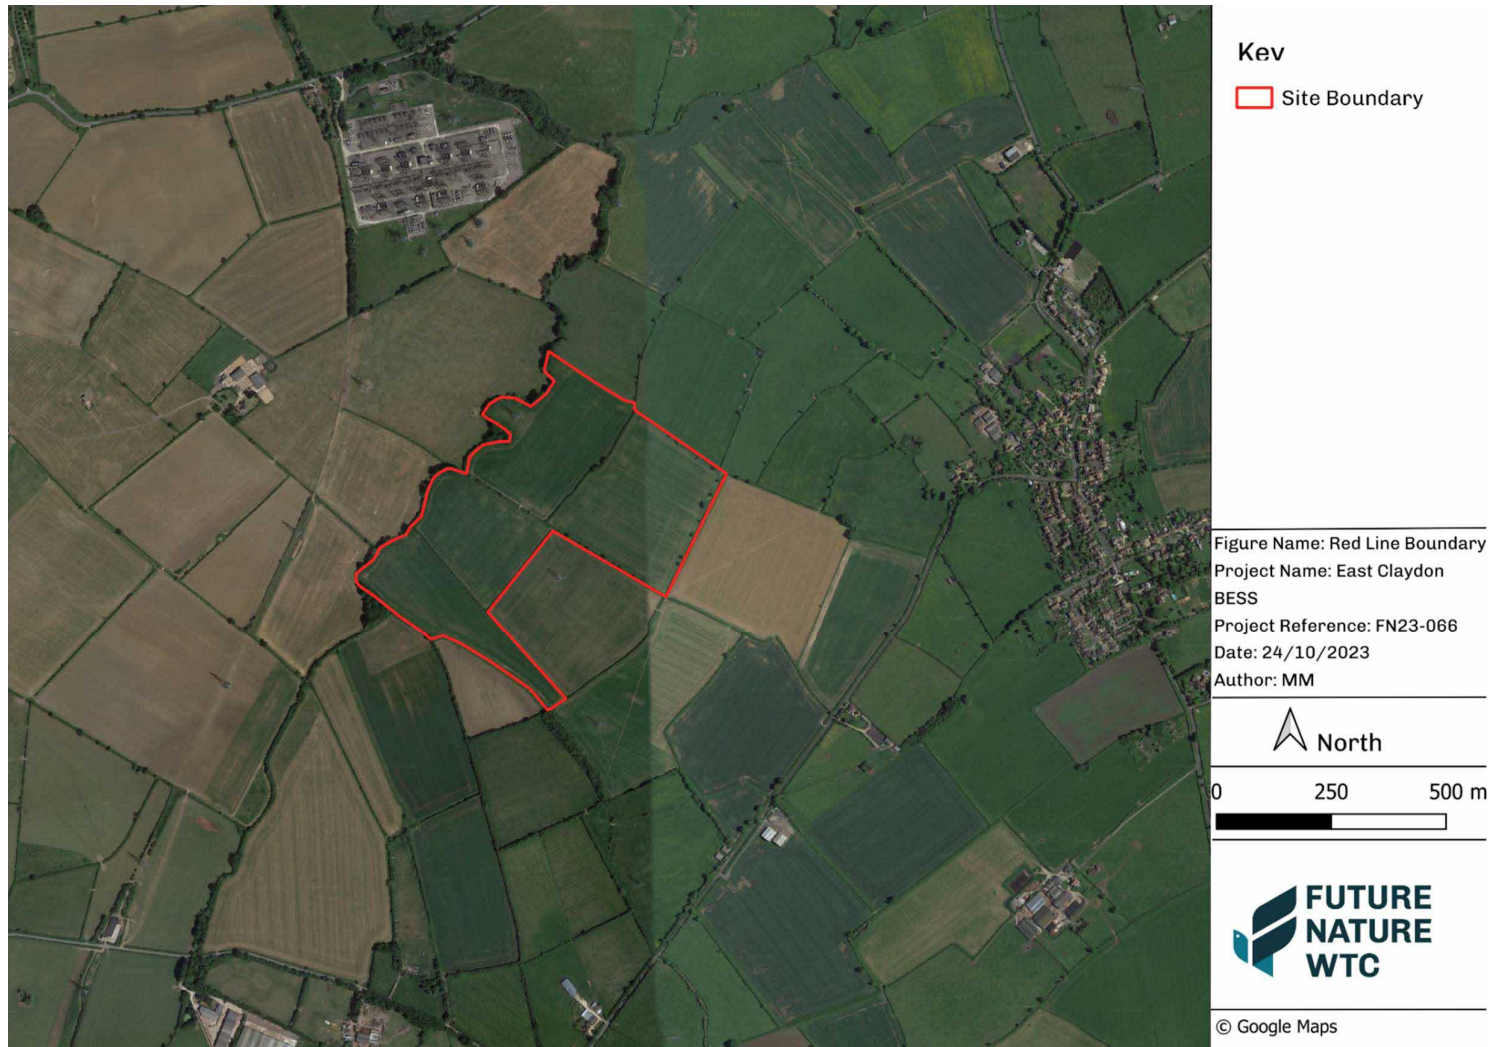 Key
Site Boundary
Figure Name: Red Line Boundary
Project Name: East Claydon
BESS
Project Reference: FN23-066
Date: 24/10/2023
Author: MM
North
0 250 500 m
FUTURE
NATURE
WTC
© Google Maps